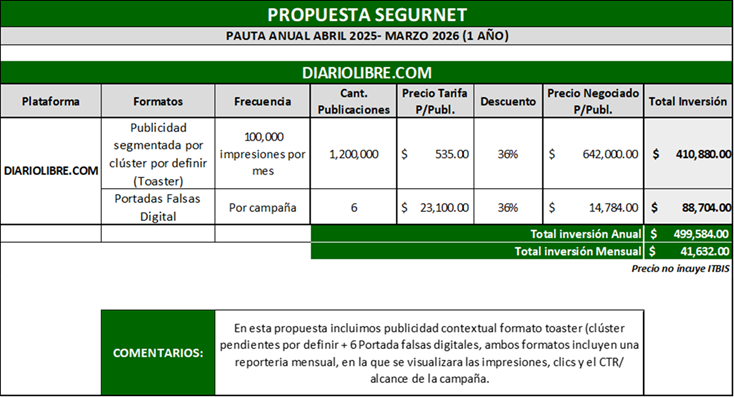 PROPUESTA SEGURNET
PAUTA ANUAL ABRIL 2025- MARZO 2026 (1 AÑO)
DIARIOLIBRE.COM
Plataforma Formatos Frecuencia Cant. Publicaciones Precio Tarifa P/Publ. Descuento Precio Negociado P/Publ. Total Inversión
DIARIOLIBRE.COM
Publicidad segmentada por clúster por definir (Toaster) 100,000 impresiones por mes 1,200,000 $ 535.00 36% $ 642,000.00 $ 410,880.00
Portadas Falsas Digital Por campaña 6 $ 23,100.00 36% $ 14,784.00 $ 88,704.00
Total inversión Anual $ 499,584.00
Total inversión Mensual $ 41,632.00
Precio no incuye ITBIS
COMENTARIOS:
En esta propuesta incluimos publicidad contextual formato toaster (clúster
pendientes por definir + 6 Portada falsas digitales, ambos formatos incluyen una
reporteria mensual, en la que se visualizara las impresiones, clics y el CTR/
alcance de la campaña.